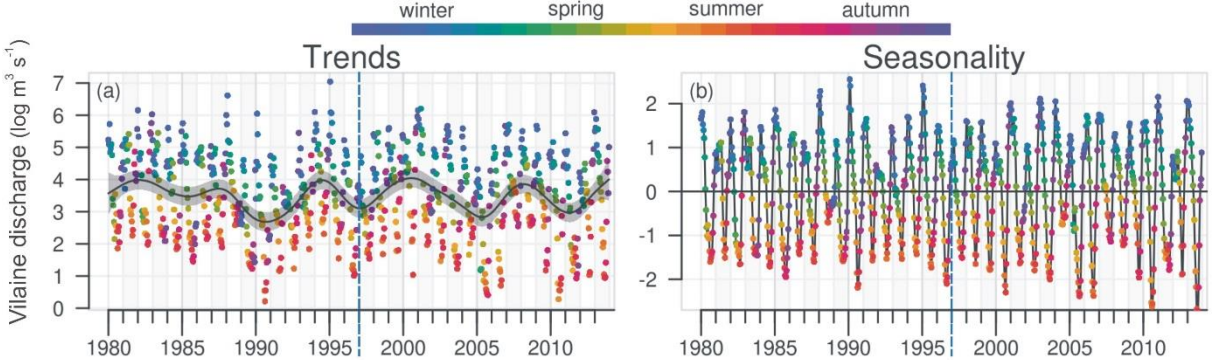 winter spring summer autumn
Trends Seasonality
Vilaine discharge (log m³ s⁻¹)
(a) (b)
7
6
5
4
3
2
1
0
2
1
0
-1
-2
1980 1985 1990 1995 2000 2005 2010
1980 1985 1990 1995 2000 2005 2010